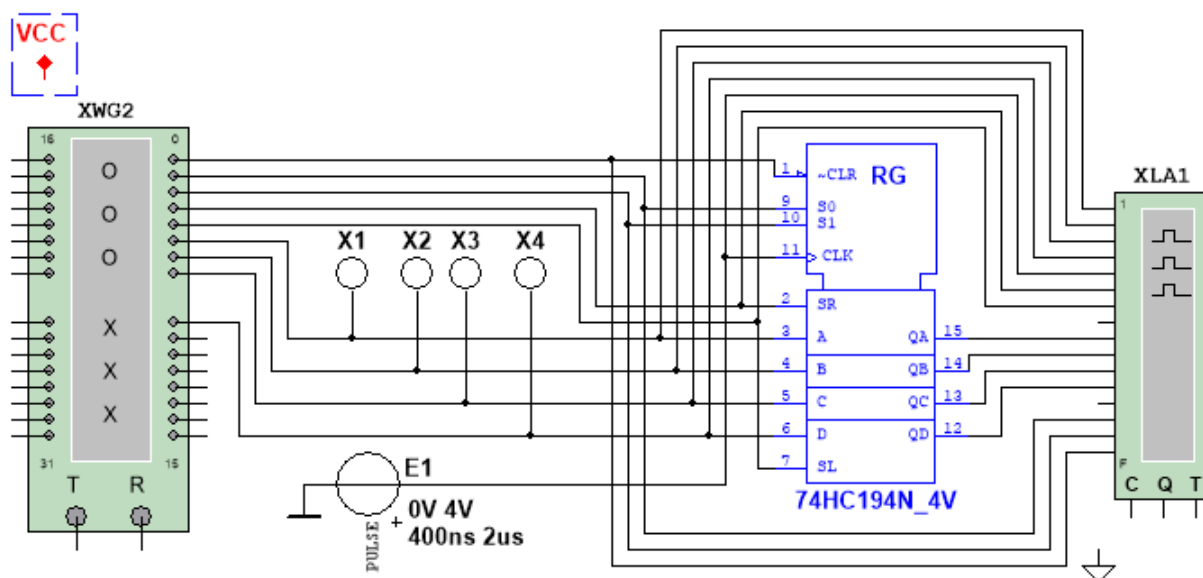 VCC
XWG2
16 0
O
O
O
X
X
X
31 15
T R
X1 X2 X3 X4
E1
0V 4V
400ns 2us
+
PULSE
RG
1 ~CLR
9 S0
10 S1
11 CLK
2 SR
3 A QA 15
4 B QB 14
5 C QC 13
6 D QD 12
7 SL
74HC194N_4V
XLA1
1
F
C Q T